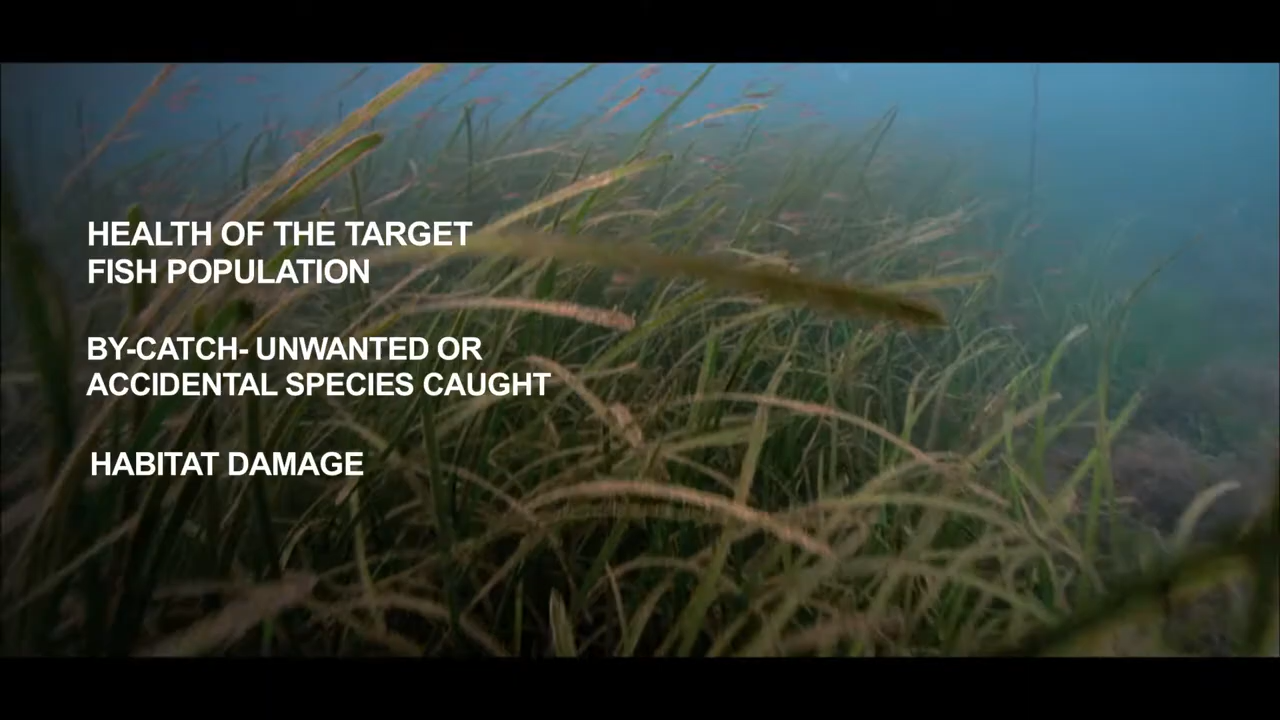 HEALTH OF THE TARGET
FISH POPULATION
BY-CATCH- UNWANTED OR
ACCIDENTAL SPECIES CAUGHT
HABITAT DAMAGE